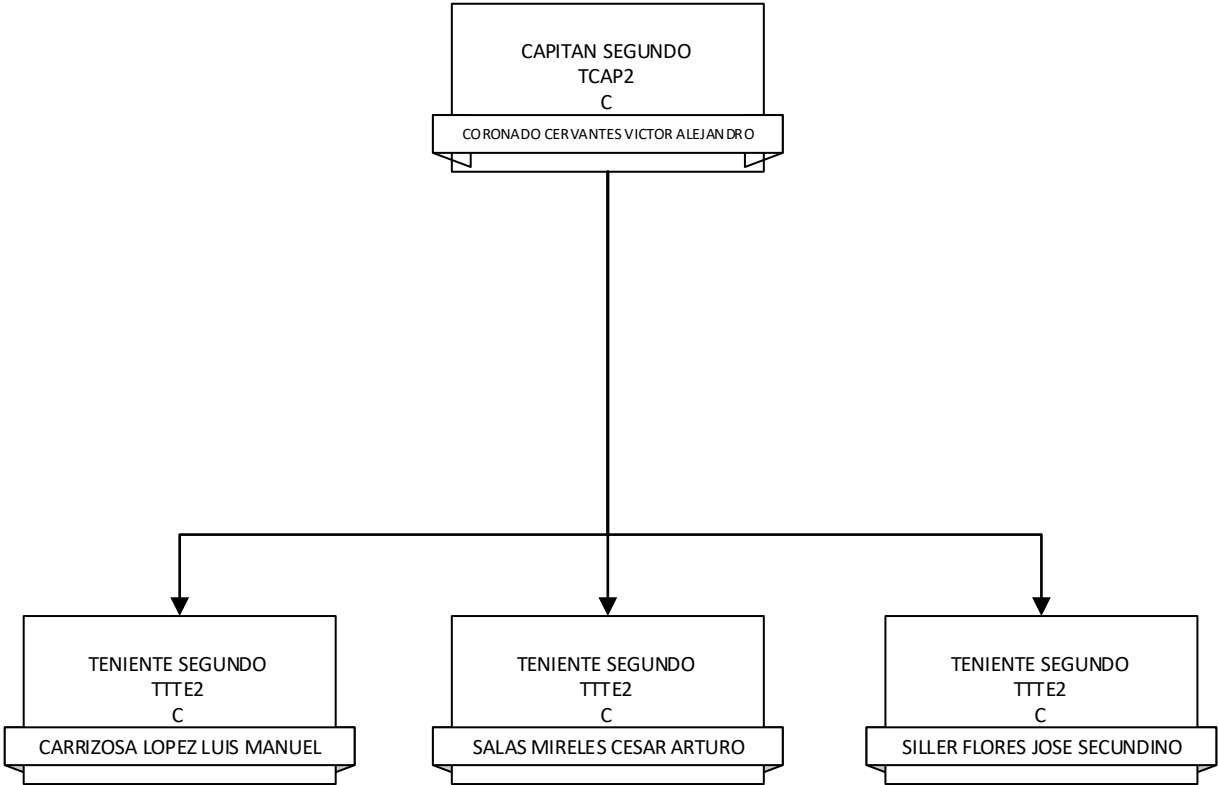 CAPITAN SEGUNDO
TCAP2
C
CORONADO CERVANTES VICTOR ALEJANDRO
TENIENTE SEGUNDO
TTTE2
C
CARRIZOSA LOPEZ LUIS MANUEL
TENIENTE SEGUNDO
TTTE2
C
SALAS MIRELES CESAR ARTURO
TENIENTE SEGUNDO
TTTE2
C
SILLER FLORES JOSE SECUNDINO